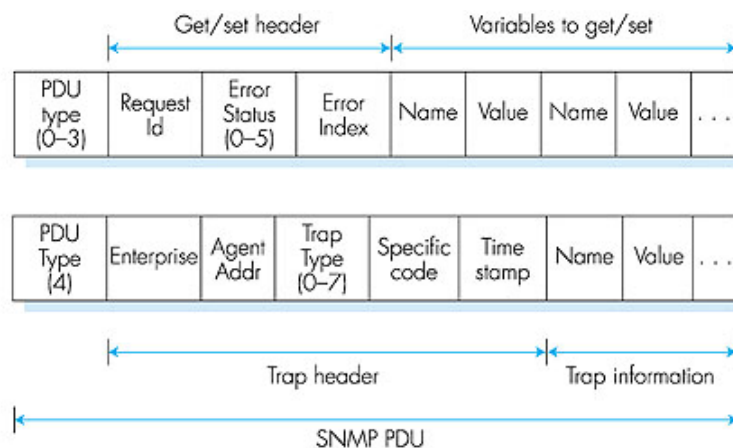 Get/set header
Variables to get/set
PDU
type
(0–3)
Request
Id
Error
Status
(0–5)
Error
Index
Name
Value
Name
Value
. . .
PDU
Type
(4)
Enterprise
Agent
Addr
Trap
Type
(0–7)
Specific
code
Time
stamp
Name
Value
. . .
Trap header
Trap information
SNMP PDU